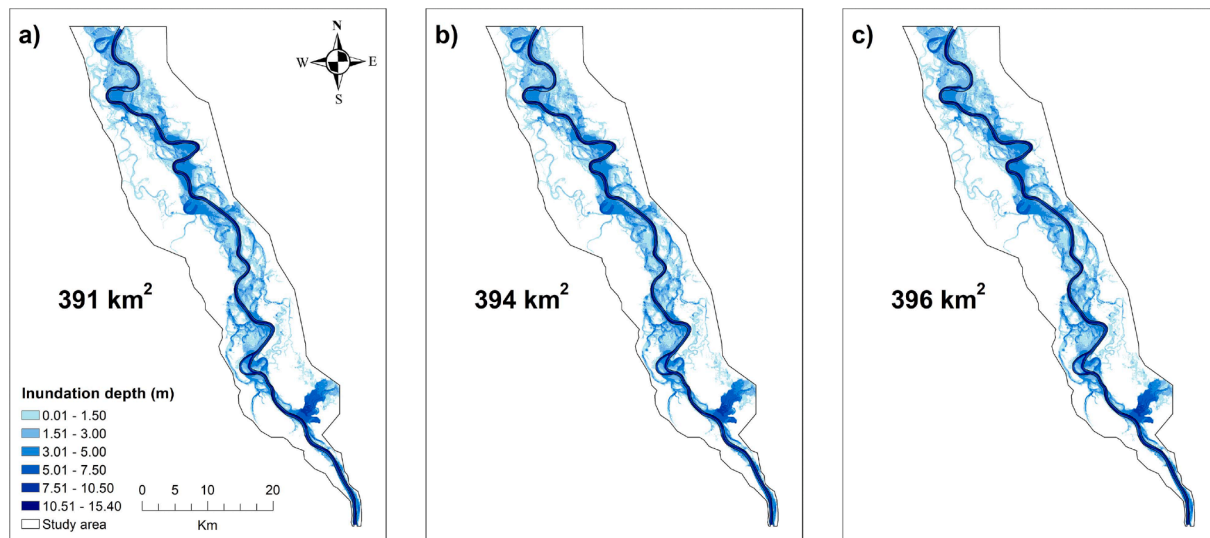 a)
N
W E
S
391 km²
Inundation depth (m)
0.01 - 1.50
1.51 - 3.00
3.01 - 5.00
5.01 - 7.50
7.51 - 10.50
10.51 - 15.40
Study area
0 5 10 20
Km
b)
394 km²
c)
396 km²